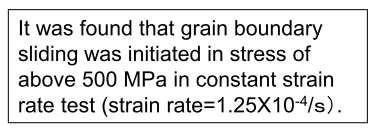 It was found that grain boundary
sliding was initiated in stress of
above 500 MPa in constant strain
rate test (strain rate=1.25X10⁻⁴/s).